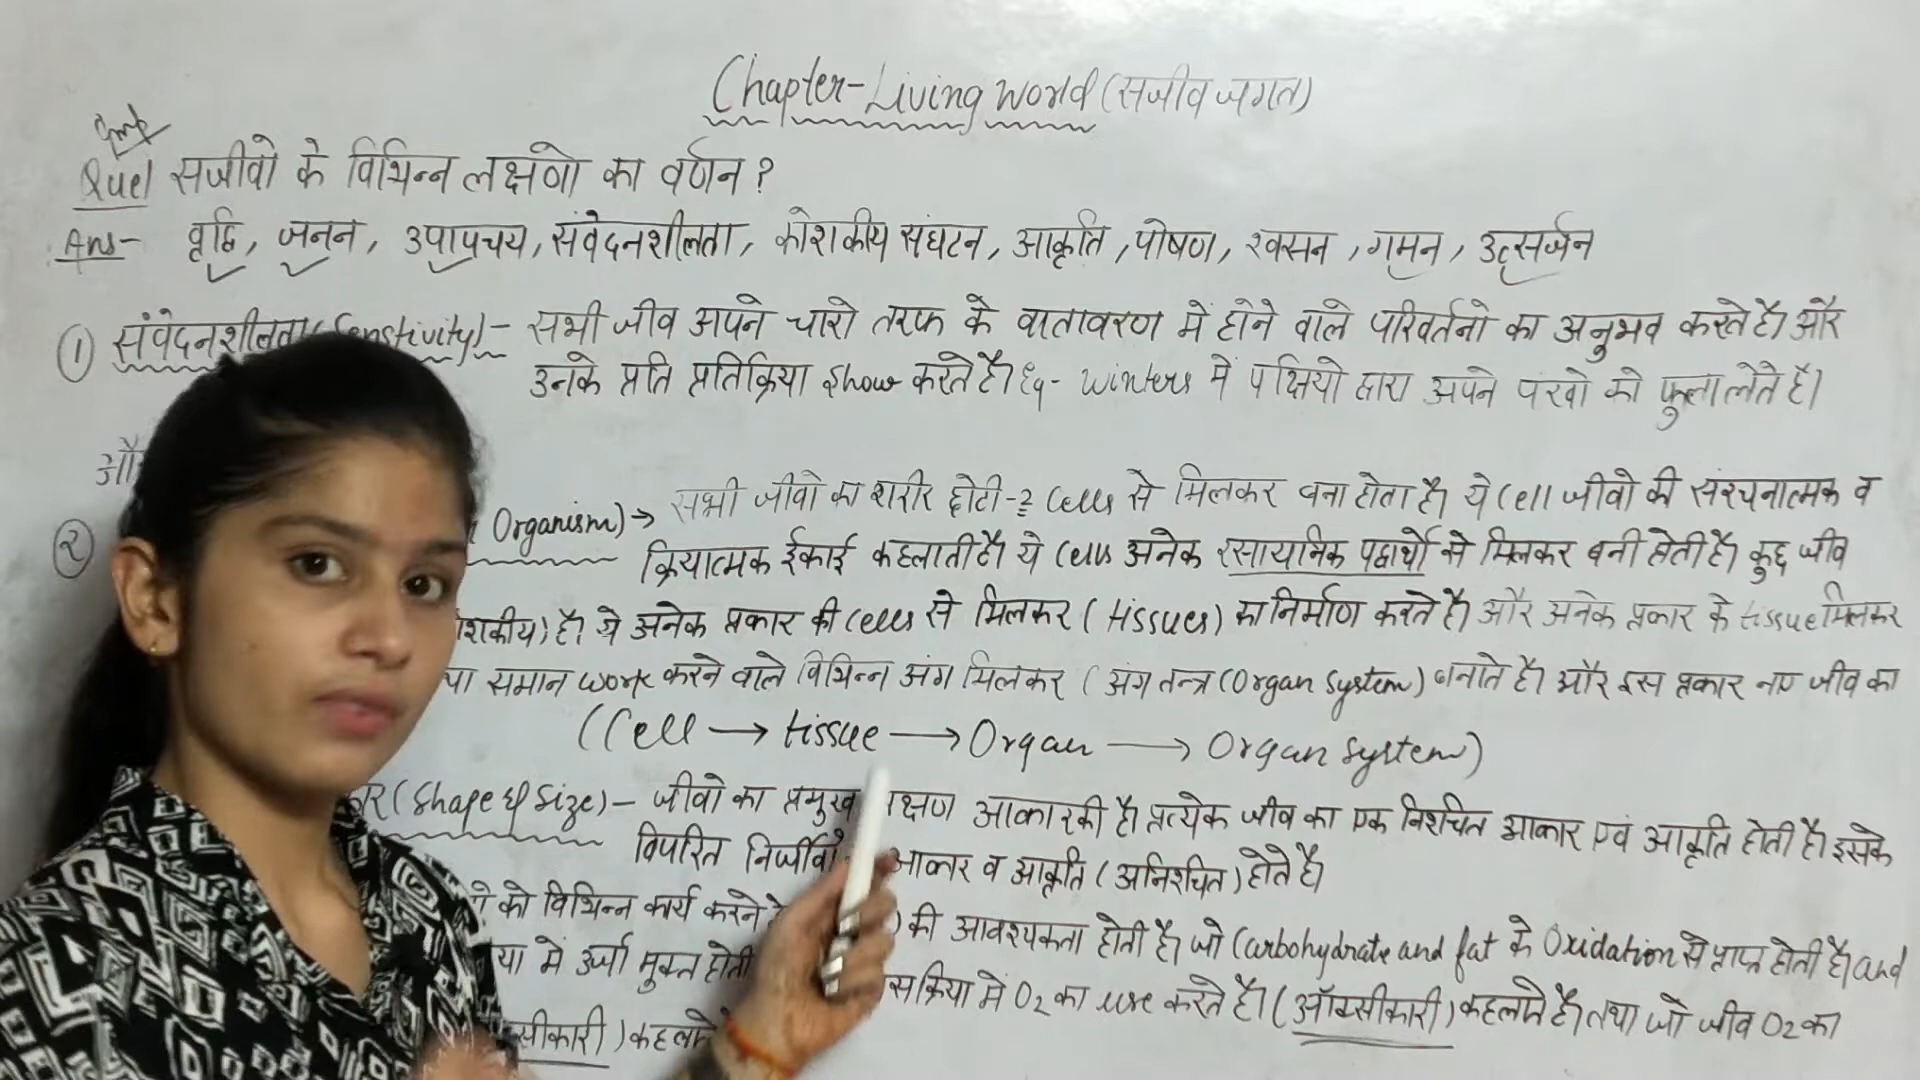 Chapter-Living World (सजीव जगत)
Imp
Que1 सजीवो के विभिन्न लक्षणो का वर्णन?
Ans- वृद्धि, जनन, उपापचय, संवेदनशीलता, कोशकीय संघटन, आकृति, पोषण, श्वसन, गमन, उत्सर्जन
① संवेदनशीलता (Senstivity)- सभी जीव अपने चारो तरफ के वातावरण में होने वाले परिवर्तनो का अनुभव करते है। और
उनके प्रति प्रतिक्रिया show करते है। Eg- winters में पक्षियो द्वारा अपने पंखो को फुला लेते है।
औ
② Organism)→ सभी जीवो का शरीर छोटी-2 Cells से मिलकर बना होता है। ये Cell जीवो की संरचनात्मक व
क्रियात्मक ईकाई कहलाती है। ये Cells अनेक रसायनिक पदार्थो से मिलकर बनी होती है। कुछ जीव
शकीय) है। ये अनेक प्रकार की Cells से मिलकर (tissues) का निर्माण करते है। और अनेक प्रकार के tissue मिलकर
पा समान work करने वाले विभिन्न अंग मिलकर (अंग तन्त्र (Organ system) बनाते है। और इस प्रकार नए जीव का
(Cell → tissue → Organ → Organ system)
(Shape & Size)- जीवो का प्रमुख लक्षण आकार की है। प्रत्येक जीव का एक निश्चित आकार एवं आकृति होती है। इसके
विपरित निर्जीवो आकार व आकृति (अनिश्चित) होते है।
को विभिन्न कार्य करने की आवश्यकता होती है। जो Carbohydrate and fat के Oxidation से प्राप्त होती है। and
या में उर्जा मुक्त होती क्रिया में O₂ का use करते है। (ऑक्सीकारी) कहलाते है। तथा जो जीव O₂ का
सीकारी) कहलाते